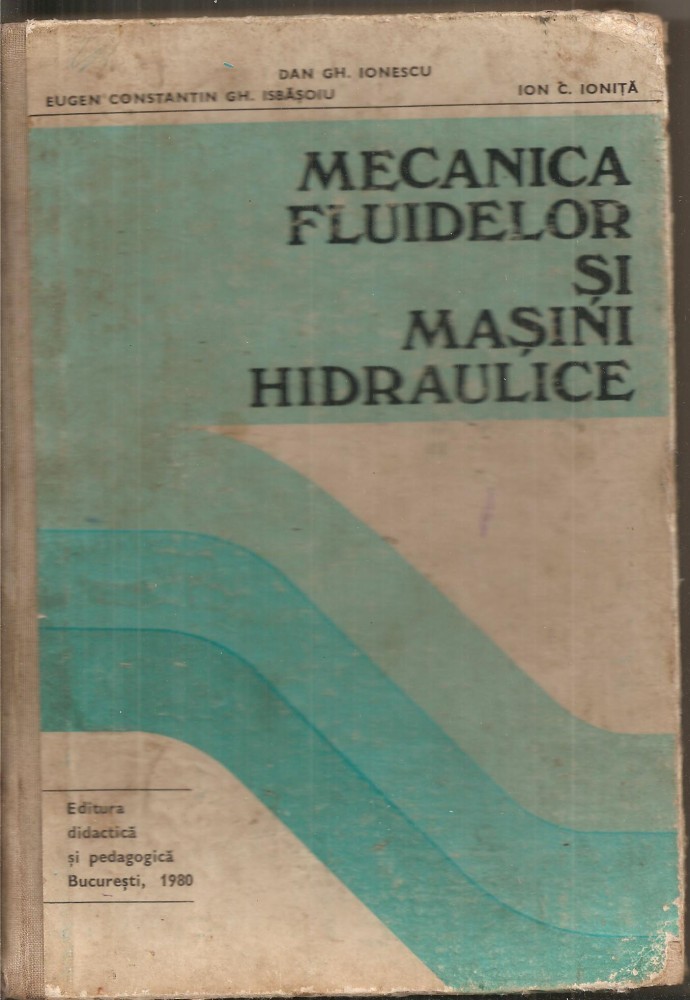 DAN GH. IONESCU
EUGEN CONSTANTIN GH. ISBĂȘOIU ION C. IONIȚĂ
MECANICA
FLUIDELOR
ȘI
MAȘINI
HIDRAULICE
Editura
didactică
și pedagogică
București, 1980